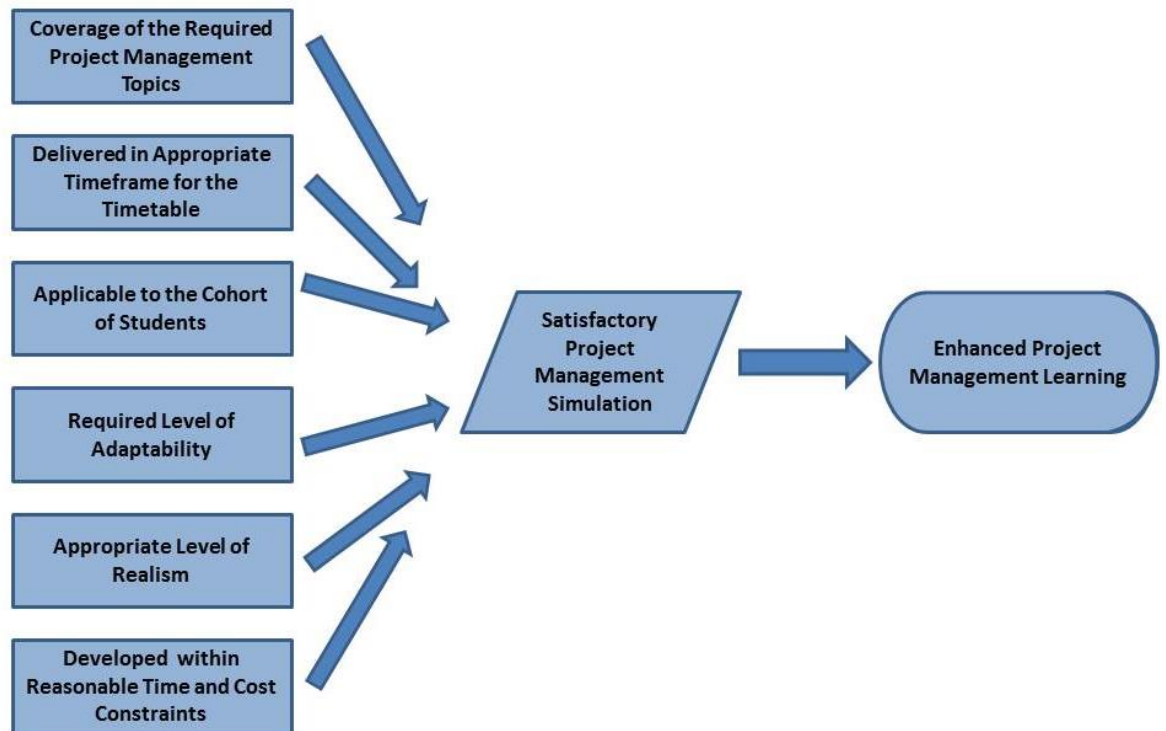 Coverage of the Required
Project Management
Topics
Delivered in Appropriate
Timeframe for the
Timetable
Applicable to the Cohort
of Students
Required Level of
Adaptability
Appropriate Level of
Realism
Developed within
Reasonable Time and Cost
Constraints
Satisfactory
Project
Management
Simulation
Enhanced Project
Management Learning